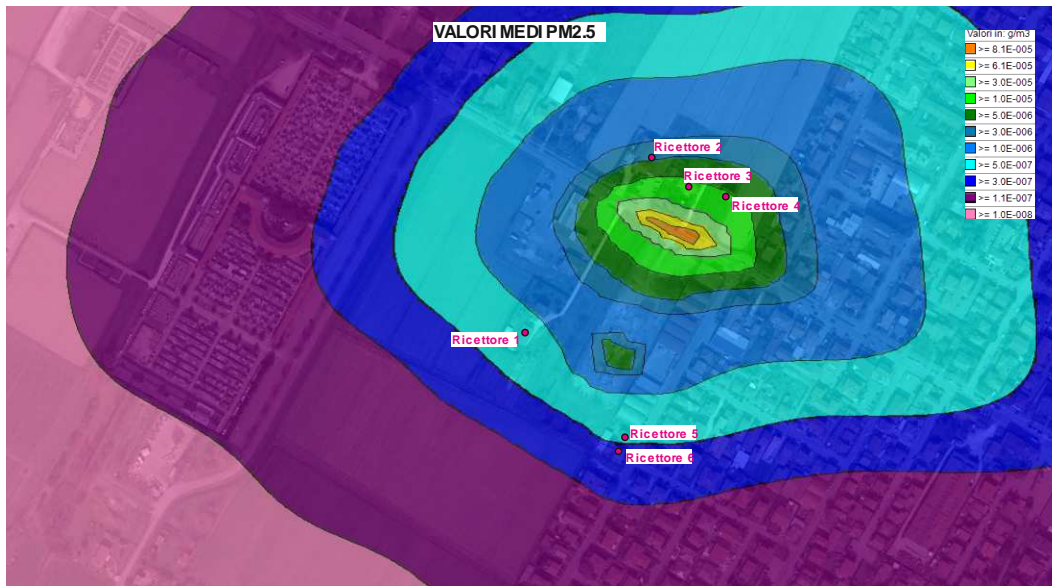 VALORI MEDI PM2.5
Valori in: g/m3
>= 8.1E-005
>= 6.1E-005
>= 3.0E-005
>= 1.0E-005
>= 5.0E-006
>= 3.0E-006
>= 1.0E-006
>= 5.0E-007
>= 3.0E-007
>= 1.1E-007
>= 1.0E-008
Ricettore 2
Ricettore 3
Ricettore 4
Ricettore 1
Ricettore 5
Ricettore 6